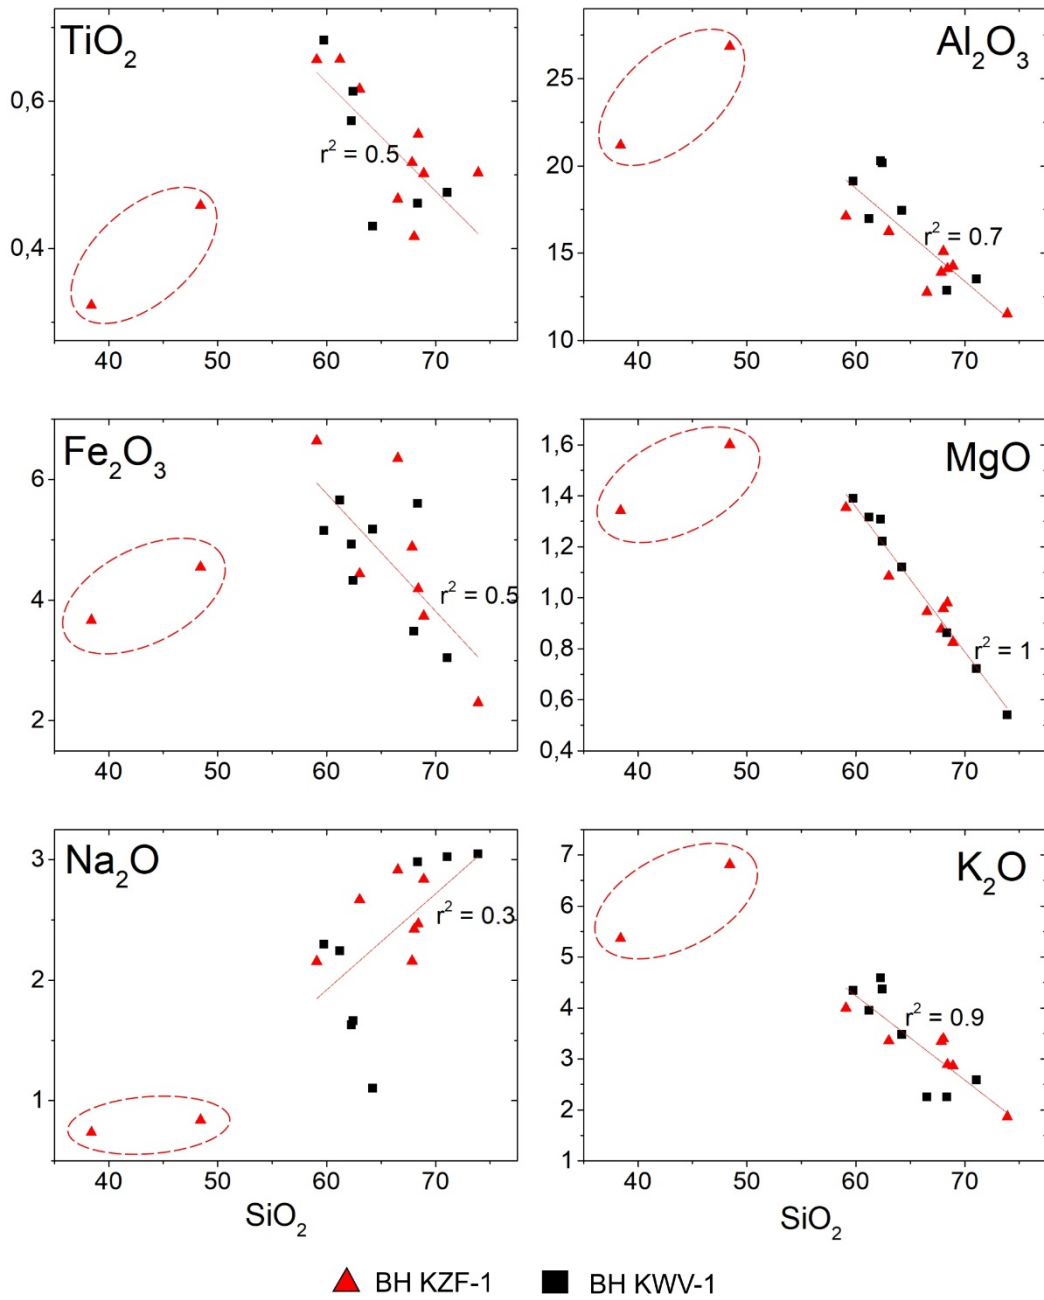 TiO2
0,6
0,4
r2 = 0.5
40 50 60 70
Al2O3
25
20
15
10
r2 = 0.7
40 50 60 70
Fe2O3
6
4
2
r2 = 0.5
40 50 60 70
MgO
1,6
1,4
1,2
1,0
0,8
0,6
0,4
r2 = 1
40 50 60 70
Na2O
3
2
1
r2 = 0.3
40 50 60 70
SiO2
K2O
7
6
5
4
3
2
1
r2 = 0.9
40 50 60 70
SiO2
BH KZF-1 BH KWV-1